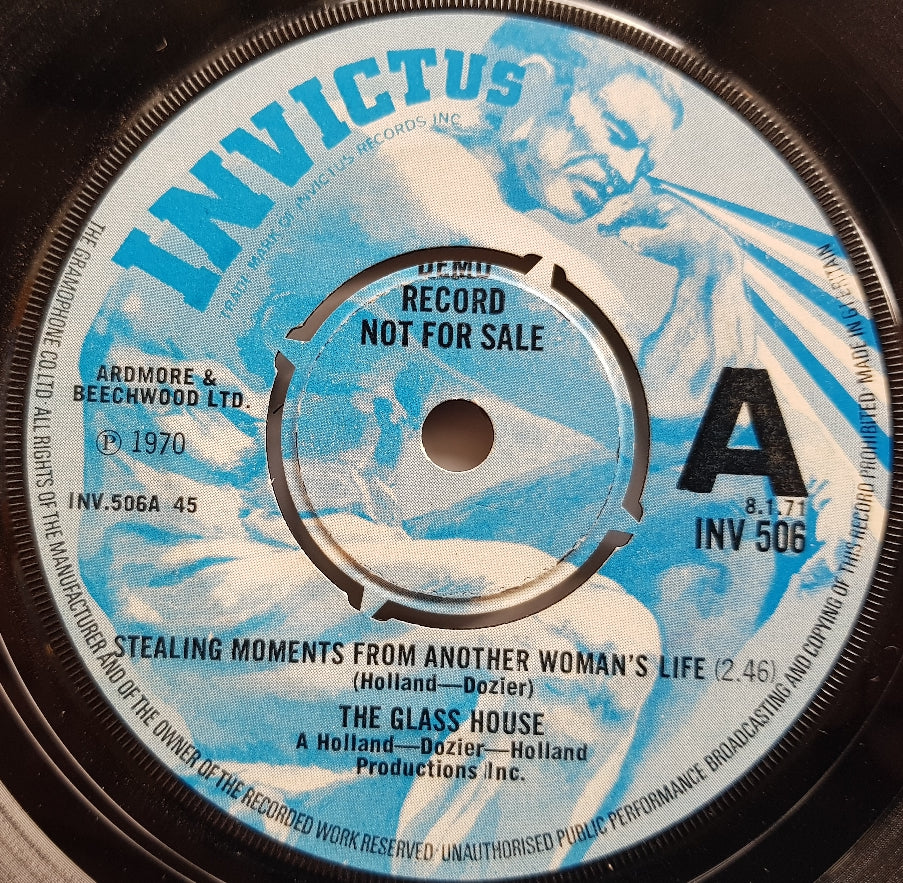 INVICTUS
TRADE MARK OF INVICTUS RECORDS INC
DEMO
RECORD
NOT FOR SALE
ARDMORE &
BEECHWOOD LTD.
Ⓟ 1970
INV.506A 45
A
8.1.71
INV 506
STEALING MOMENTS FROM ANOTHER WOMAN'S LIFE (2.46)
(Holland—Dozier)
THE GLASS HOUSE
A Holland—Dozier—Holland
Productions Inc.
THE GRAMOPHONE CO. LTD. ALL RIGHTS OF THE MANUFACTURER AND OF THE OWNER OF THE RECORDED WORK RESERVED · UNAUTHORISED PUBLIC PERFORMANCE BROADCASTING AND COPYING OF THIS RECORD PROHIBITED · MADE IN GT BRITAIN